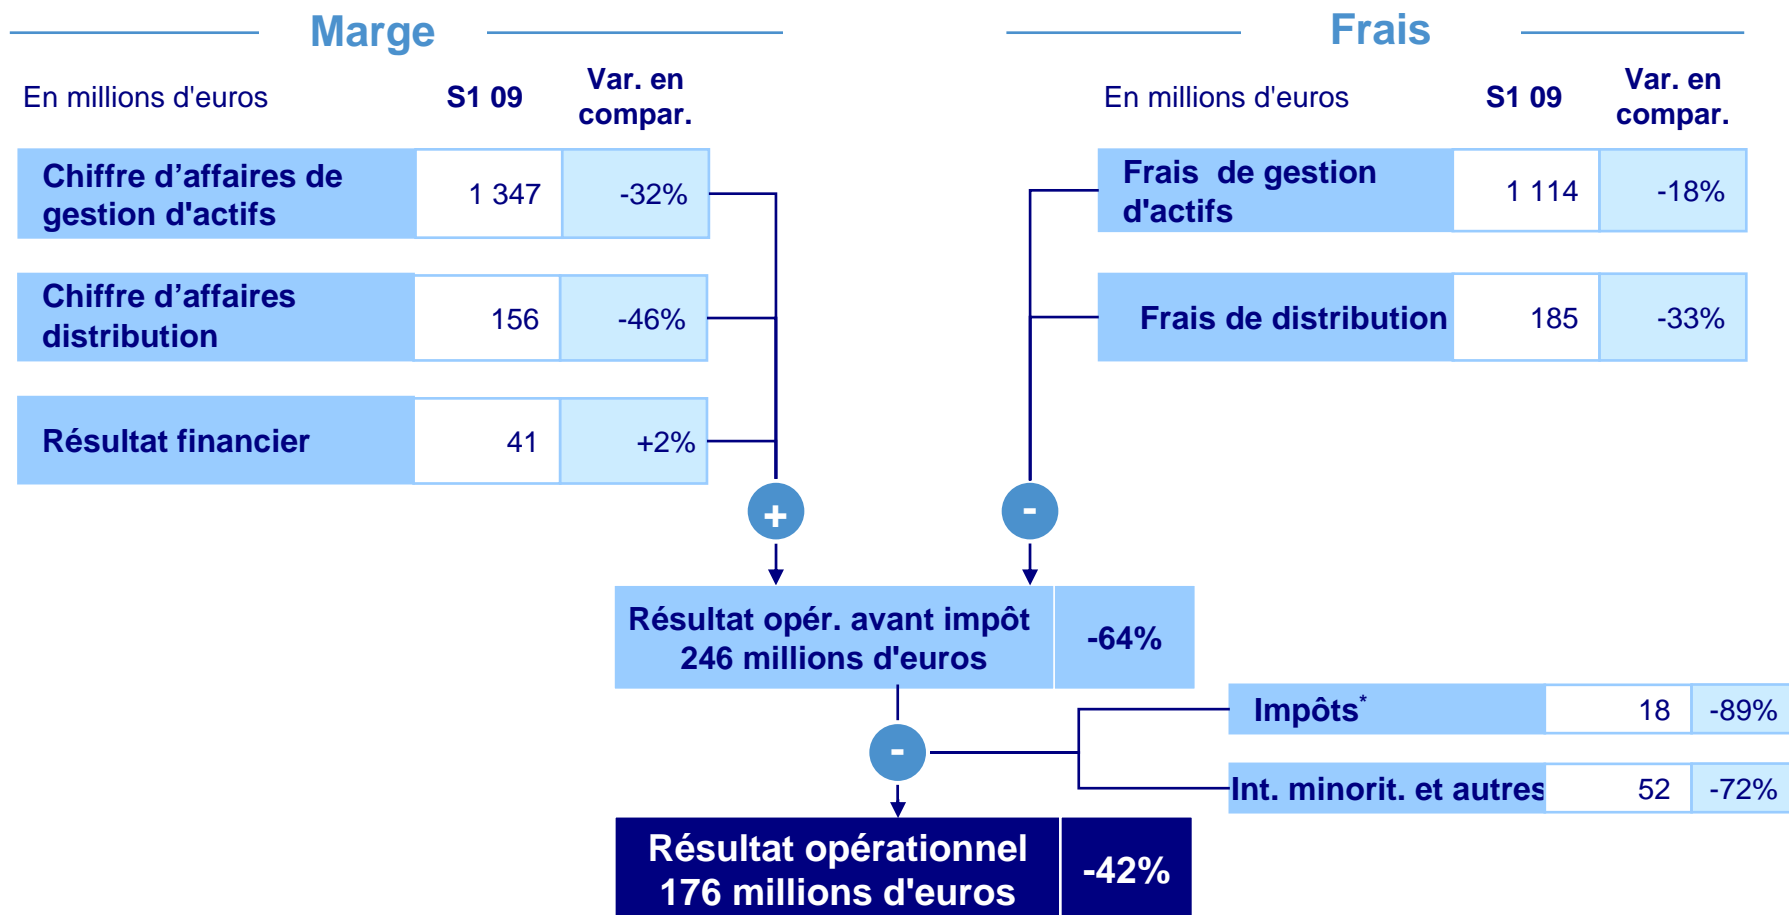 Marge
En millions d'euros S1 09 Var. en
compar.
Chiffre d’affaires de
gestion d'actifs 1 347 -32%
Chiffre d’affaires
distribution 156 -46%
Résultat financier 41 +2%
+
Frais
En millions d'euros S1 09 Var. en
compar.
Frais de gestion
d'actifs 1 114 -18%
Frais de distribution 185 -33%
-
Résultat opér. avant impôt
246 millions d'euros -64%
-
Impôts* 18 -89%
Int. minorit. et autres 52 -72%
Résultat opérationnel
176 millions d'euros -42%